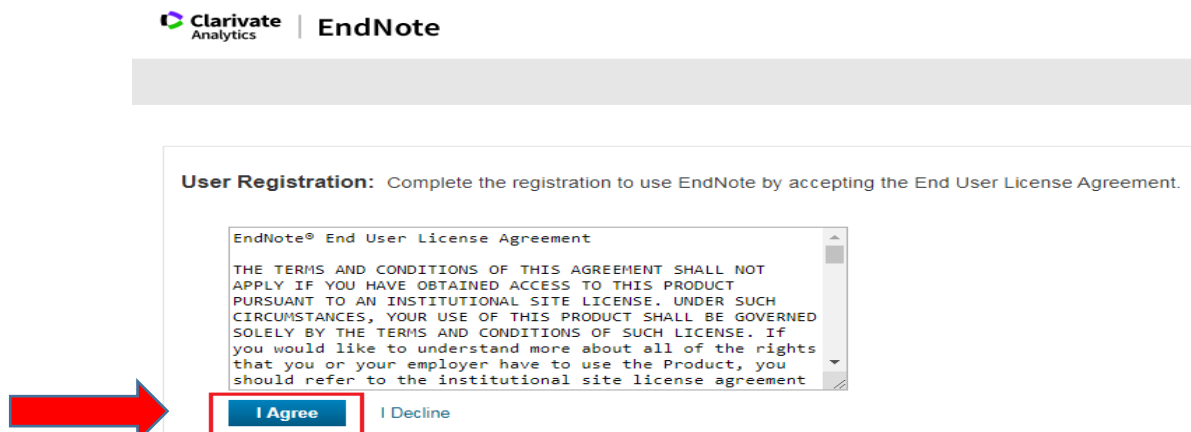 Clarivate
Analytics
EndNote
User Registration: Complete the registration to use EndNote by accepting the End User License Agreement.
EndNote® End User License Agreement
THE TERMS AND CONDITIONS OF THIS AGREEMENT SHALL NOT
APPLY IF YOU HAVE OBTAINED ACCESS TO THIS PRODUCT
PURSUANT TO AN INSTITUTIONAL SITE LICENSE. UNDER SUCH
CIRCUMSTANCES, YOUR USE OF THIS PRODUCT SHALL BE GOVERNED
SOLELY BY THE TERMS AND CONDITIONS OF SUCH LICENSE. If
you would like to understand more about all of the rights
that you or your employer have to use the Product, you
should refer to the institutional site license agreement
I Agree I Decline